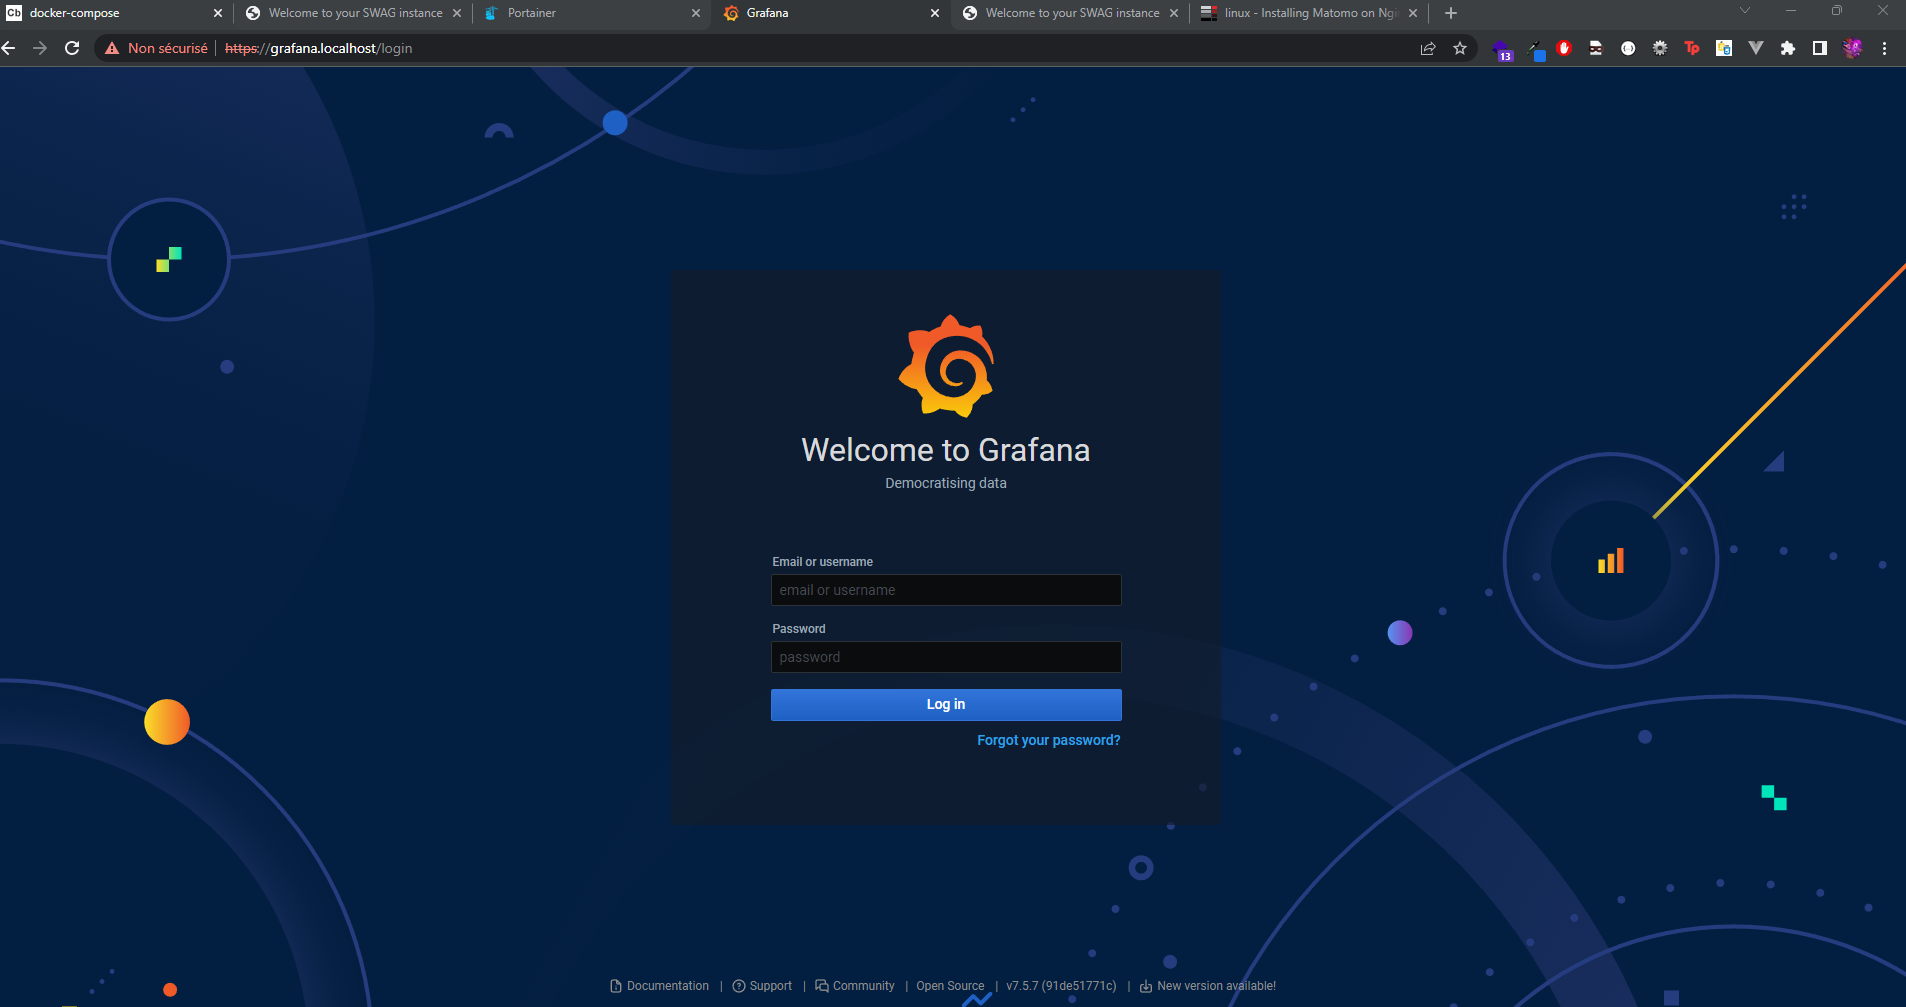 Cb docker-compose
Welcome to your SWAG instance
Portainer
Grafana
Welcome to your SWAG instance
linux - Installing Matomo on Ngi
Non sécurisé
https://grafana.localhost/login
13
Tp
Welcome to Grafana
Democratising data
Email or username
email or username
Password
password
Log in
Forgot your password?
Documentation | Support | Community | Open Source | v7.5.7 (91de51771c) | New version available!